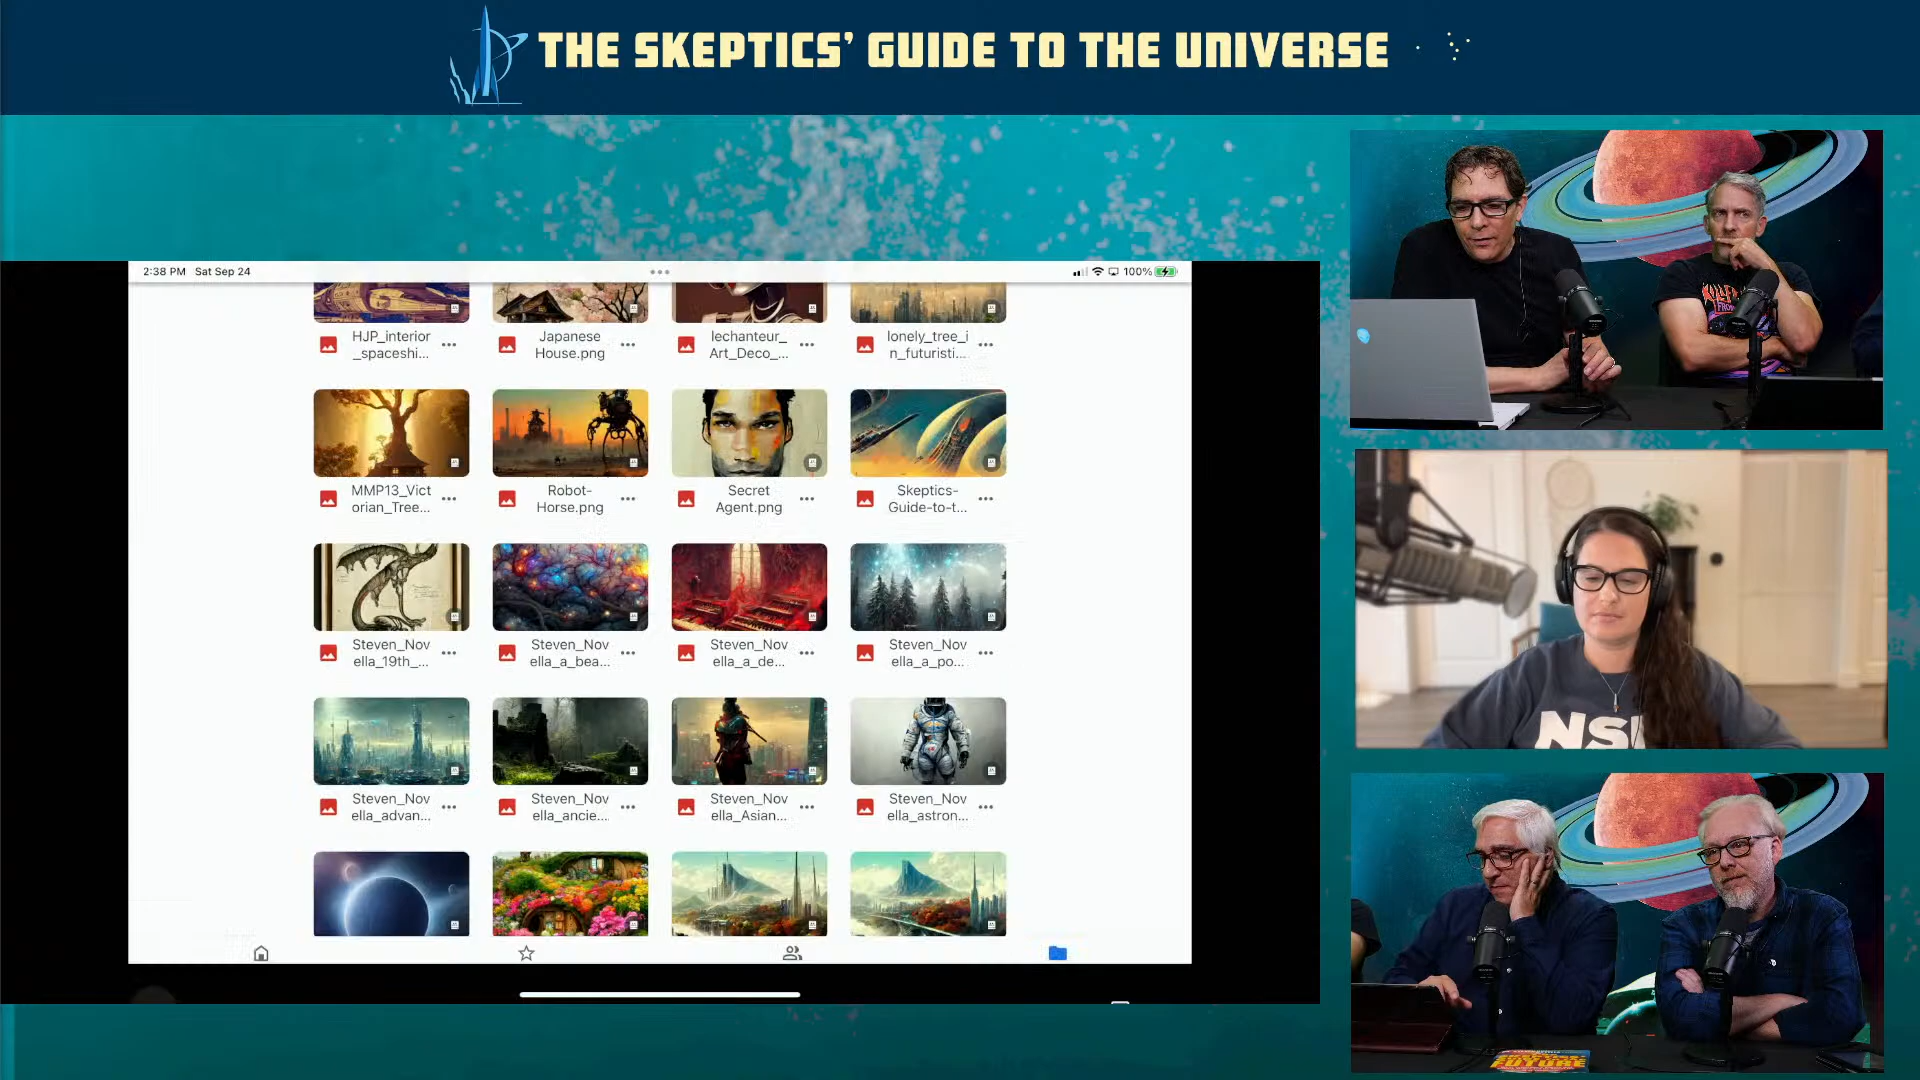 THE SKEPTICS' GUIDE TO THE UNIVERSE
2:38 PM Sat Sep 24
100%
HJP_interior
_spaceshi...
Japanese
House.png
lechanteur_
Art_Deco_...
lonely_tree_i
n_futuristi...
MMP13_Vict
orian_Tree...
Robot-
Horse.png
Secret
Agent.png
Skeptics-
Guide-to-t...
Steven_Nov
ella_19th_...
Steven_Nov
ella_a_bea...
Steven_Nov
ella_a_de...
Steven_Nov
ella_a_po...
Steven_Nov
ella_advan...
Steven_Nov
ella_ancie...
Steven_Nov
ella_Asian...
Steven_Nov
ella_astron...
FUTURE